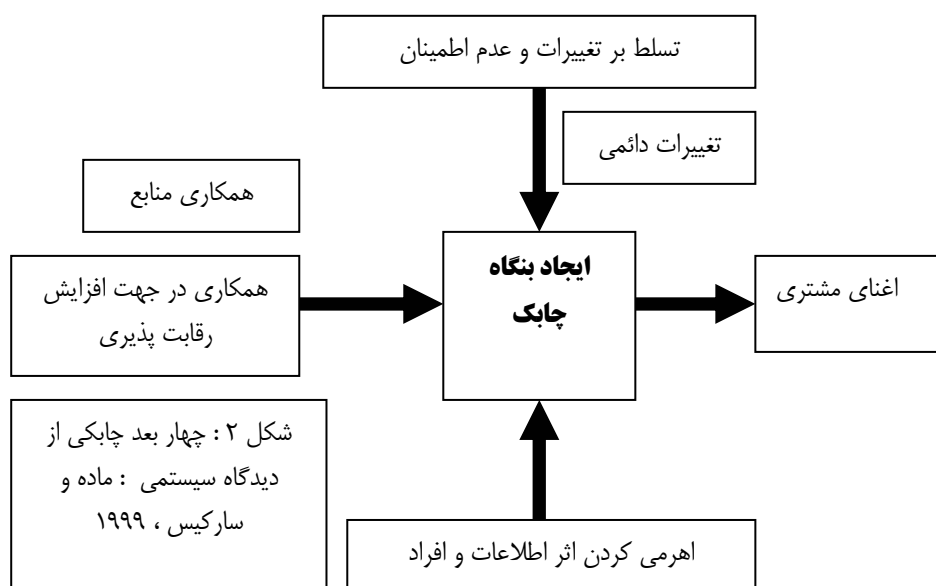 تسلط بر تغییرات و عدم اطمینان
تغییرات دائمی
همکاری منابع
همکاری در جهت افزایش
رقابت پذیری
ایجاد بنگاه
چابک
اغنای مشتری
شکل ۲ : چهار بعد چابکی از
دیدگاه سیستمی : ماده و
سارکیس ، ۱۹۹۹
اهرمی کردن اثر اطلاعات و افراد